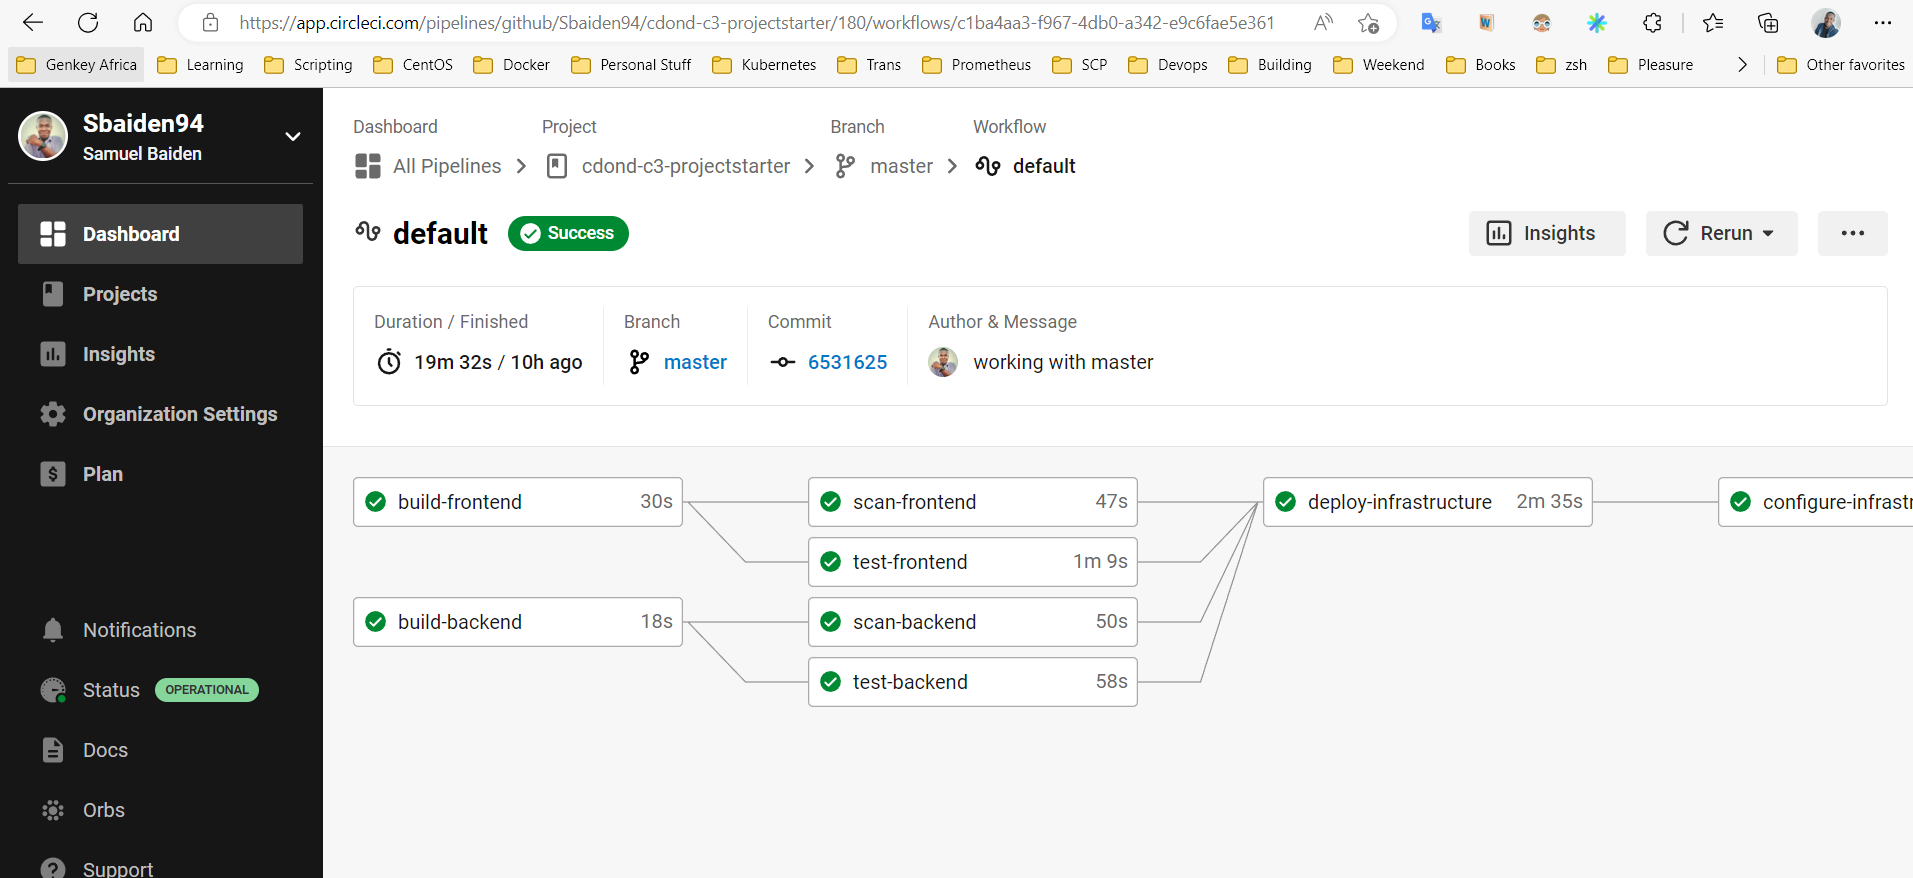 https://app.circleci.com/pipelines/github/Sbaiden94/cdond-c3-projectstarter/180/workflows/c1ba4aa3-f967-4db0-a342-e9c6fae5e361
Genkey Africa Learning Scripting CentOS Docker Personal Stuff Kubernetes Trans Prometheus SCP Devops Building Weekend Books zsh Pleasure Other favorites
Sbaiden94
Samuel Baiden
Dashboard
Projects
Insights
Organization Settings
Plan
Notifications
Status OPERATIONAL
Docs
Orbs
Support
Dashboard Project Branch Workflow
All Pipelines cdond-c3-projectstarter master default
default Success Insights Rerun
Duration / Finished Branch Commit Author & Message
19m 32s / 10h ago master 6531625 working with master
build-frontend 30s scan-frontend 47s deploy-infrastructure 2m 35s configure-infrastr
test-frontend 1m 9s
build-backend 18s scan-backend 50s
test-backend 58s